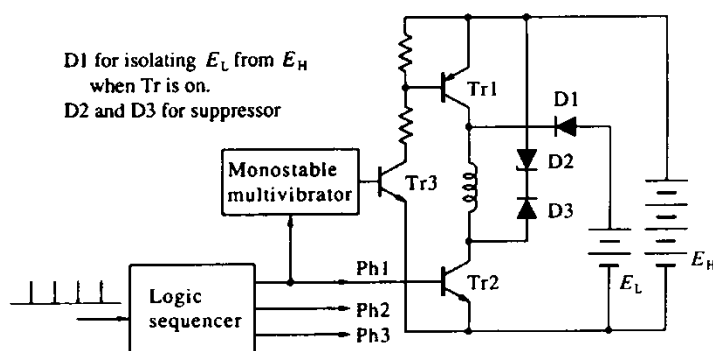 D1 for isolating E_L from E_H
when Tr is on.
D2 and D3 for suppressor
Tr1
D1
D2
D3
Monostable
multivibrator
Tr3
E_L
E_H
Ph1
Tr2
Logic
sequencer
Ph2
Ph3